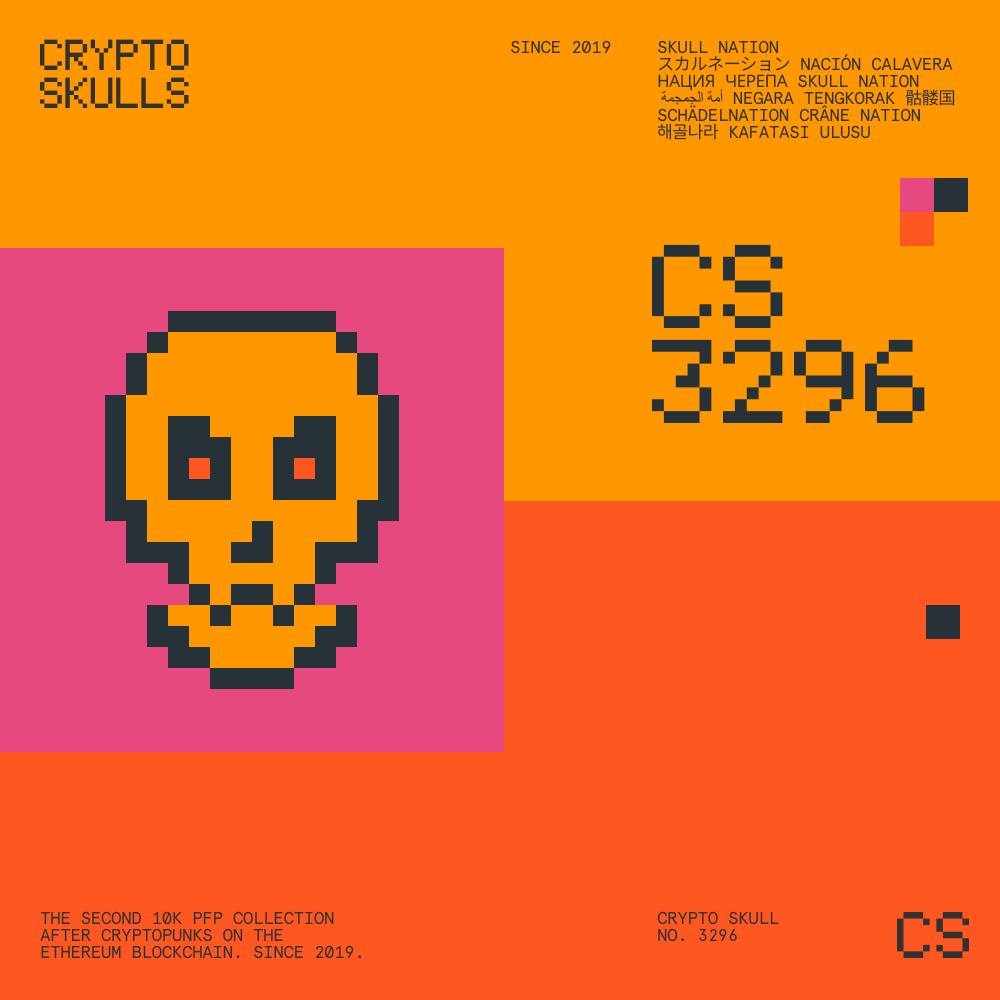 CRYPTO
SKULLS
SINCE 2019
SKULL NATION
スカルネーション NACIÓN CALAVERA
НАЦИЯ ЧЕРЕПА SKULL NATION
أمة الجمجمة NEGARA TENGKORAK 骷髅国
SCHÄDELNATION CRÂNE NATION
해골나라 KAFATASI ULUSU
CS
3296
THE SECOND 10K PFP COLLECTION
AFTER CRYPTOPUNKS ON THE
ETHEREUM BLOCKCHAIN. SINCE 2019.
CRYPTO SKULL
NO. 3296
CS